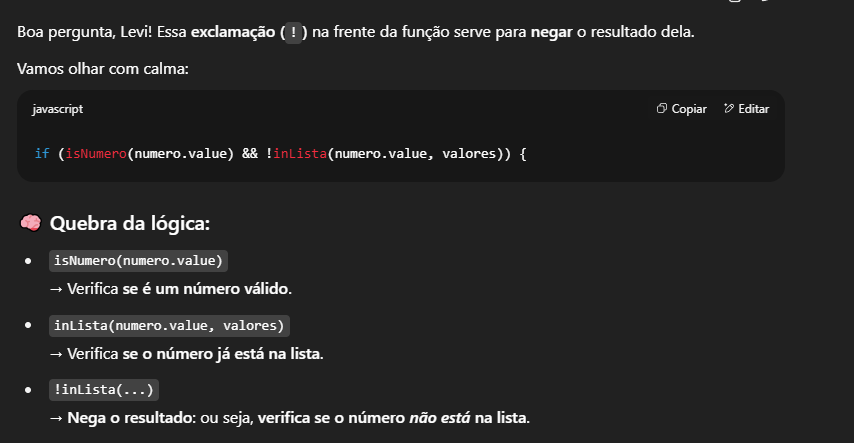 Boa pergunta, Levi! Essa exclamação (!) na frente da função serve para negar o resultado dela.
Vamos olhar com calma:
javascript
Copiar
Editar
if (isNumero(numero.value) && !inLista(numero.value, valores)) {
🧠 Quebra da lógica:
• isNumero(numero.value)
→ Verifica se é um número válido.
• inLista(numero.value, valores)
→ Verifica se o número já está na lista.
• !inLista(...)
→ Nega o resultado: ou seja, verifica se o número não está na lista.